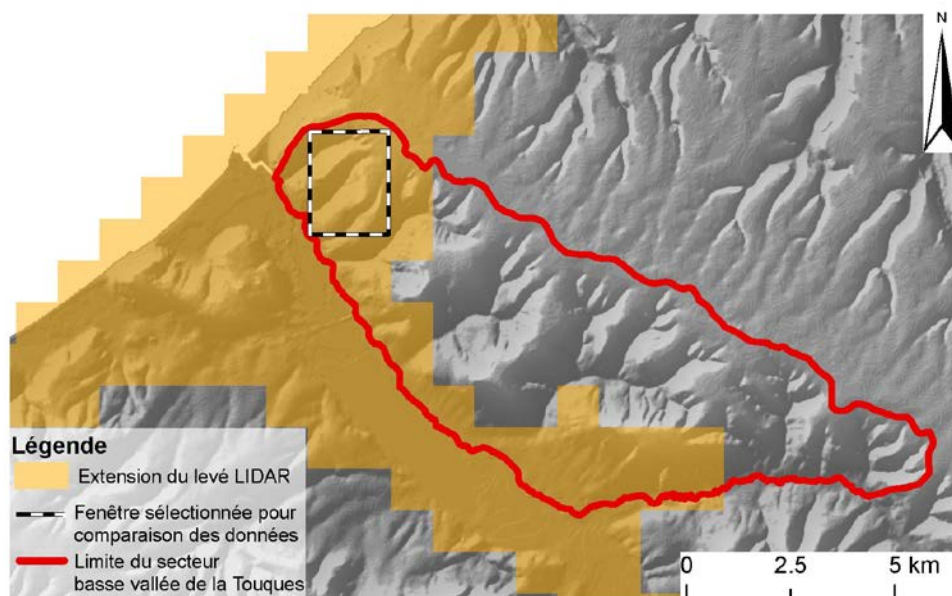 N
Légende
Extension du levé LIDAR
Fenêtre sélectionnée pour
comparaison des données
Limite du secteur
basse vallée de la Touques
0 2.5 5 km